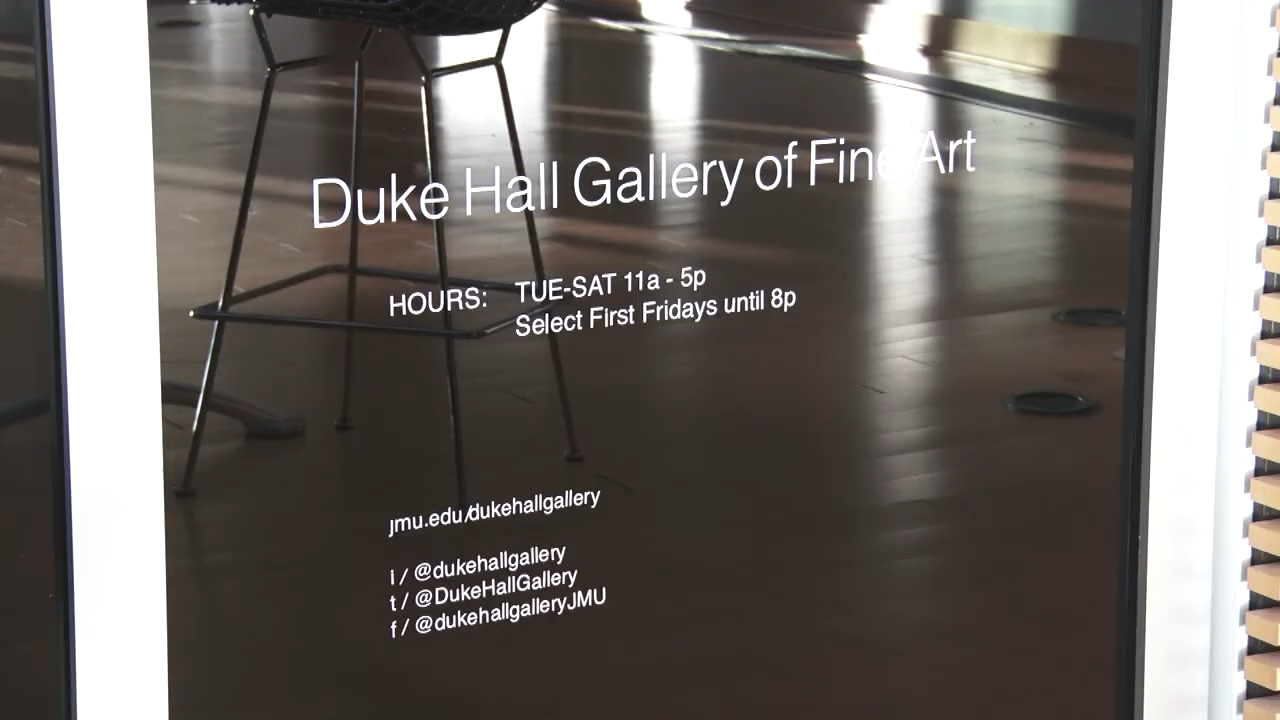 Duke Hall Gallery of Fine Art
HOURS: TUE-SAT 11a - 5p
Select First Fridays until 8p
jmu.edu/dukehallgallery
i / @dukehallgallery
t / @DukeHallGallery
f / @dukehallgalleryJMU